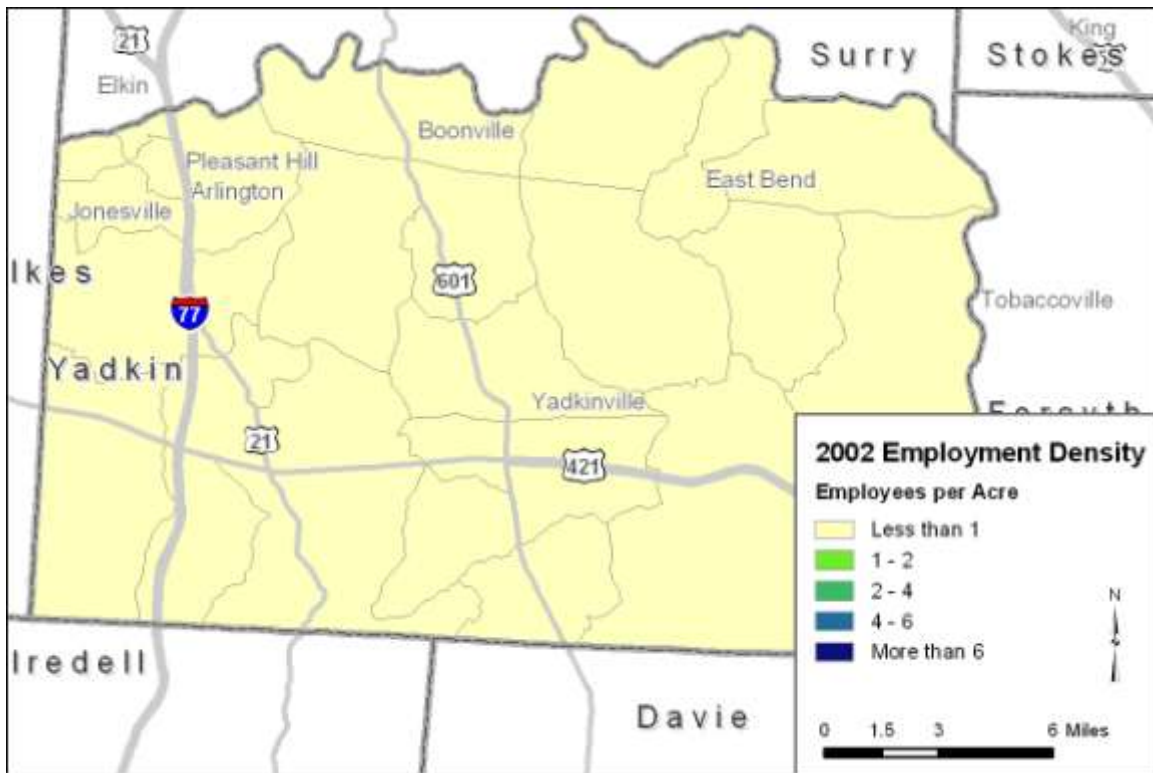 21
King
Surry
Stokes
Elkin
Boonville
Pleasant Hill
Arlington
East Bend
Jonesville
lkes
601
77
Tobaccoville
Yadkin
Yadkinville
Forsyth
21
421
2002 Employment Density
Employees per Acre
Less than 1
1 - 2
2 - 4
4 - 6
More than 6
N
Iredell
Davie
0 1.5 3 6 Miles